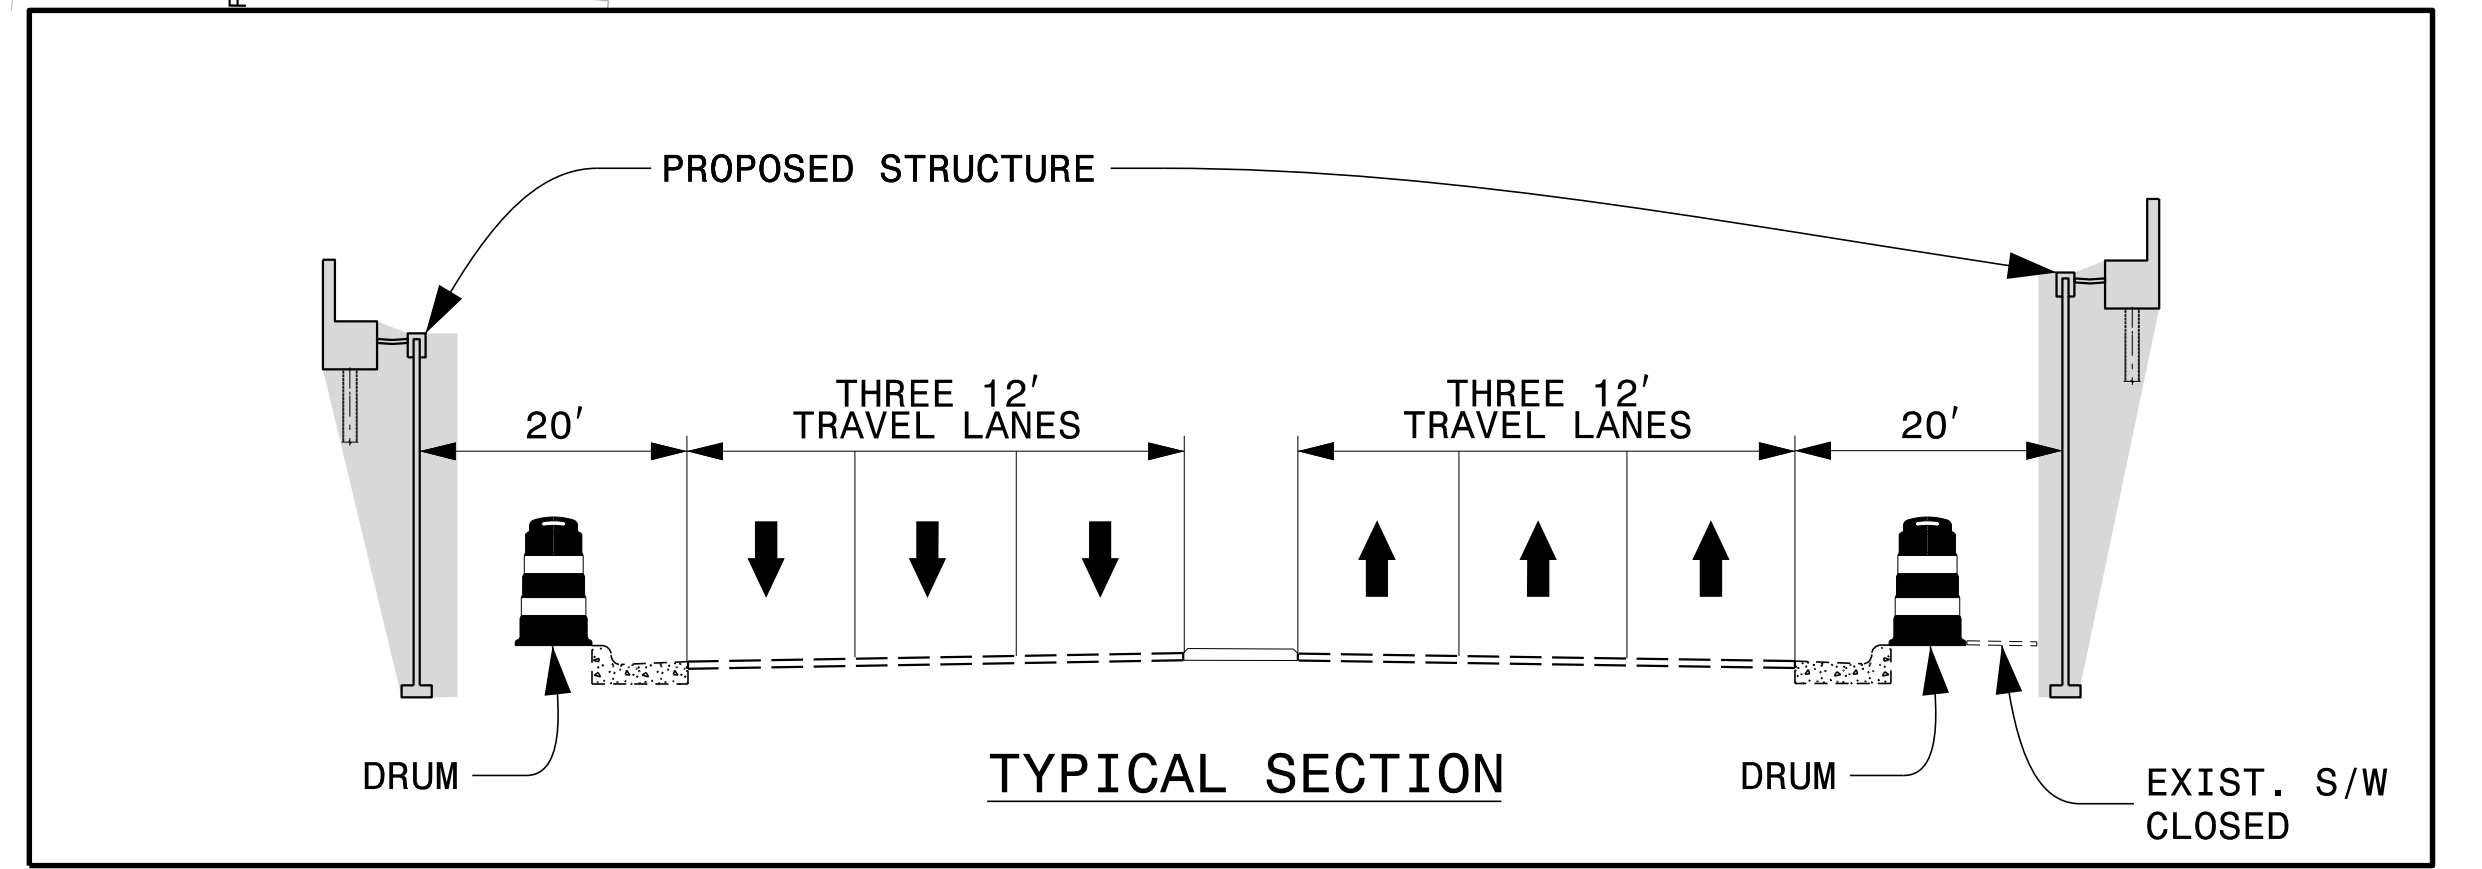 PROPOSED STRUCTURE
THREE 12'
TRAVEL LANES
THREE 12'
TRAVEL LANES
20'
20'
DRUM
TYPICAL SECTION
DRUM
EXIST. S/W
CLOSED